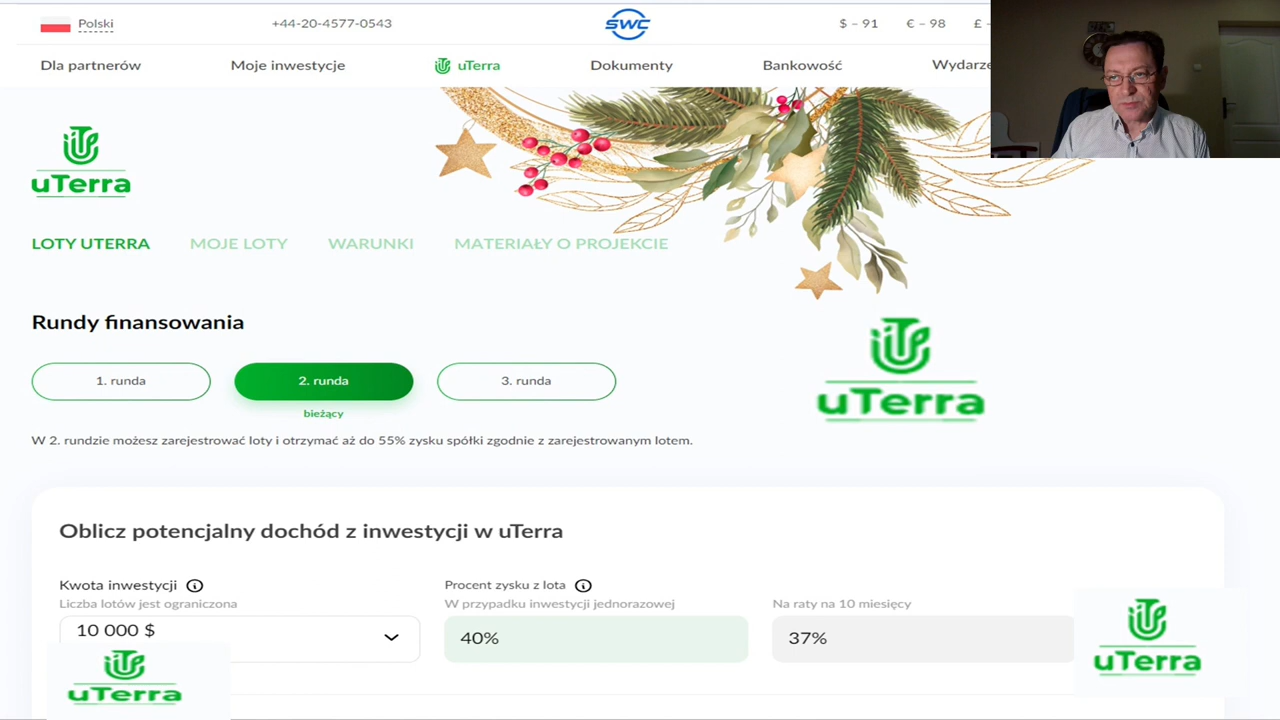 Polski
+44-20-4577-0543
SWC
$ – 91 € – 98 £ –
Dla partnerów Moje inwestycje uTerra Dokumenty Bankowość
uTerra
LOTY UTERRA MOJE LOTY WARUNKI MATERIAŁY O PROJEKCIE
Rundy finansowania
1. runda 2. runda 3. runda
bieżący
uTerra
W 2. rundzie możesz zarejestrować loty i otrzymać aż do 55% zysku spółki zgodnie z zarejestrowanym lotem.
Oblicz potencjalny dochód z inwestycji w uTerra
Kwota inwestycji
Liczba lotów jest ograniczona
10 000 $
Procent zysku z lota
W przypadku inwestycji jednorazowej
40%
Na raty na 10 miesięcy
37%
uTerra
uTerra